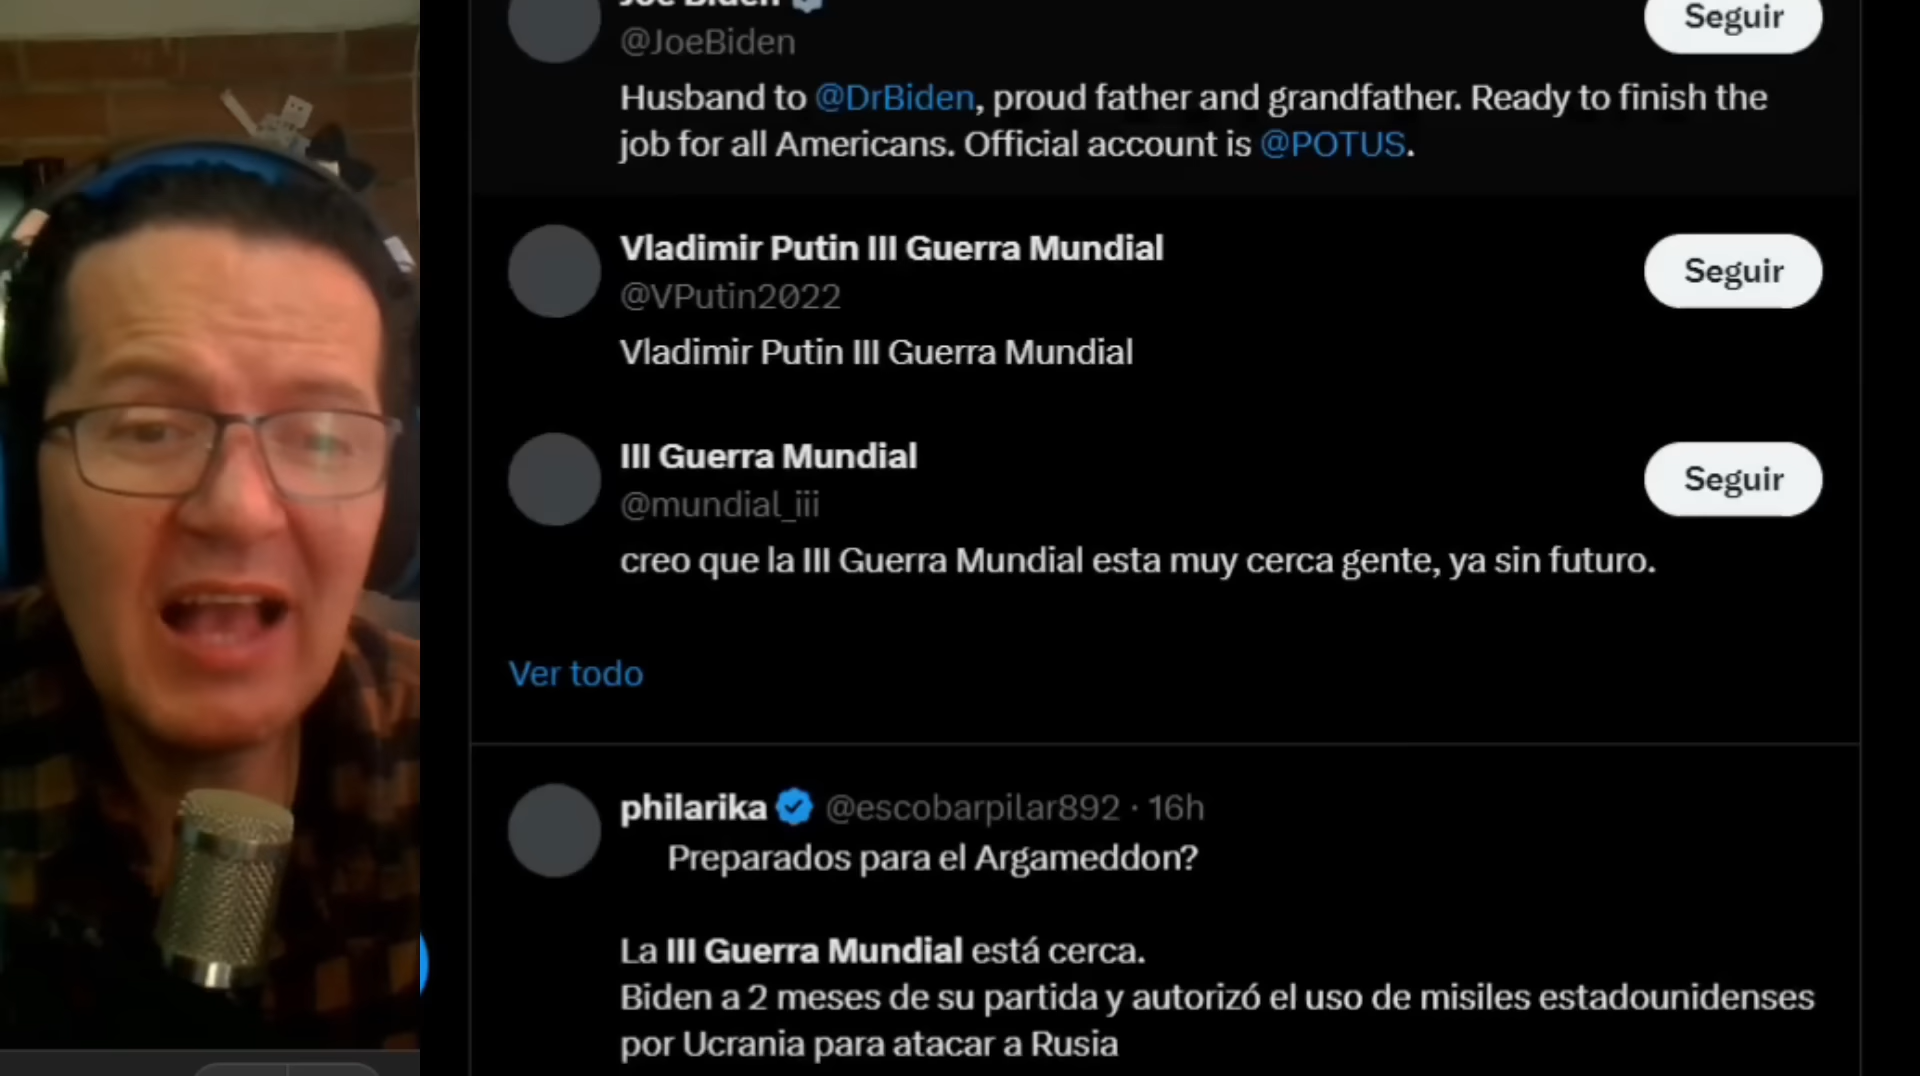 Joe Biden
@JoeBiden
Seguir
Husband to @DrBiden, proud father and grandfather. Ready to finish the
job for all Americans. Official account is @POTUS.
Vladimir Putin III Guerra Mundial
@VPutin2022
Seguir
Vladimir Putin III Guerra Mundial
III Guerra Mundial
@mundial_iii
Seguir
creo que la III Guerra Mundial esta muy cerca gente, ya sin futuro.
Ver todo
philarika @escobarpilar892 · 16h
Preparados para el Argameddon?
La III Guerra Mundial está cerca.
Biden a 2 meses de su partida y autorizó el uso de misiles estadounidenses
por Ucrania para atacar a Rusia